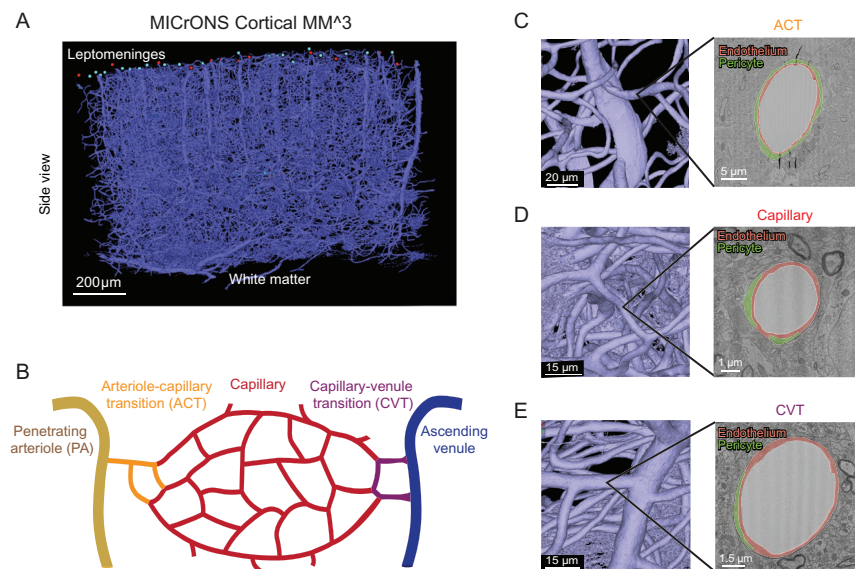 A
MICrONS Cortical MM^3
Leptomeninges
Side view
200μm
White matter
B
Arteriole-capillary
transition (ACT)
Capillary
Capillary-venule
transition (CVT)
Penetrating
arteriole (PA)
Ascending
venule
C
ACT
Endothelium
Pericyte
20 μm
5 μm
D
Capillary
Endothelium
Pericyte
15 μm
1 μm
E
CVT
Endothelium
Pericyte
15 μm
1.5 μm